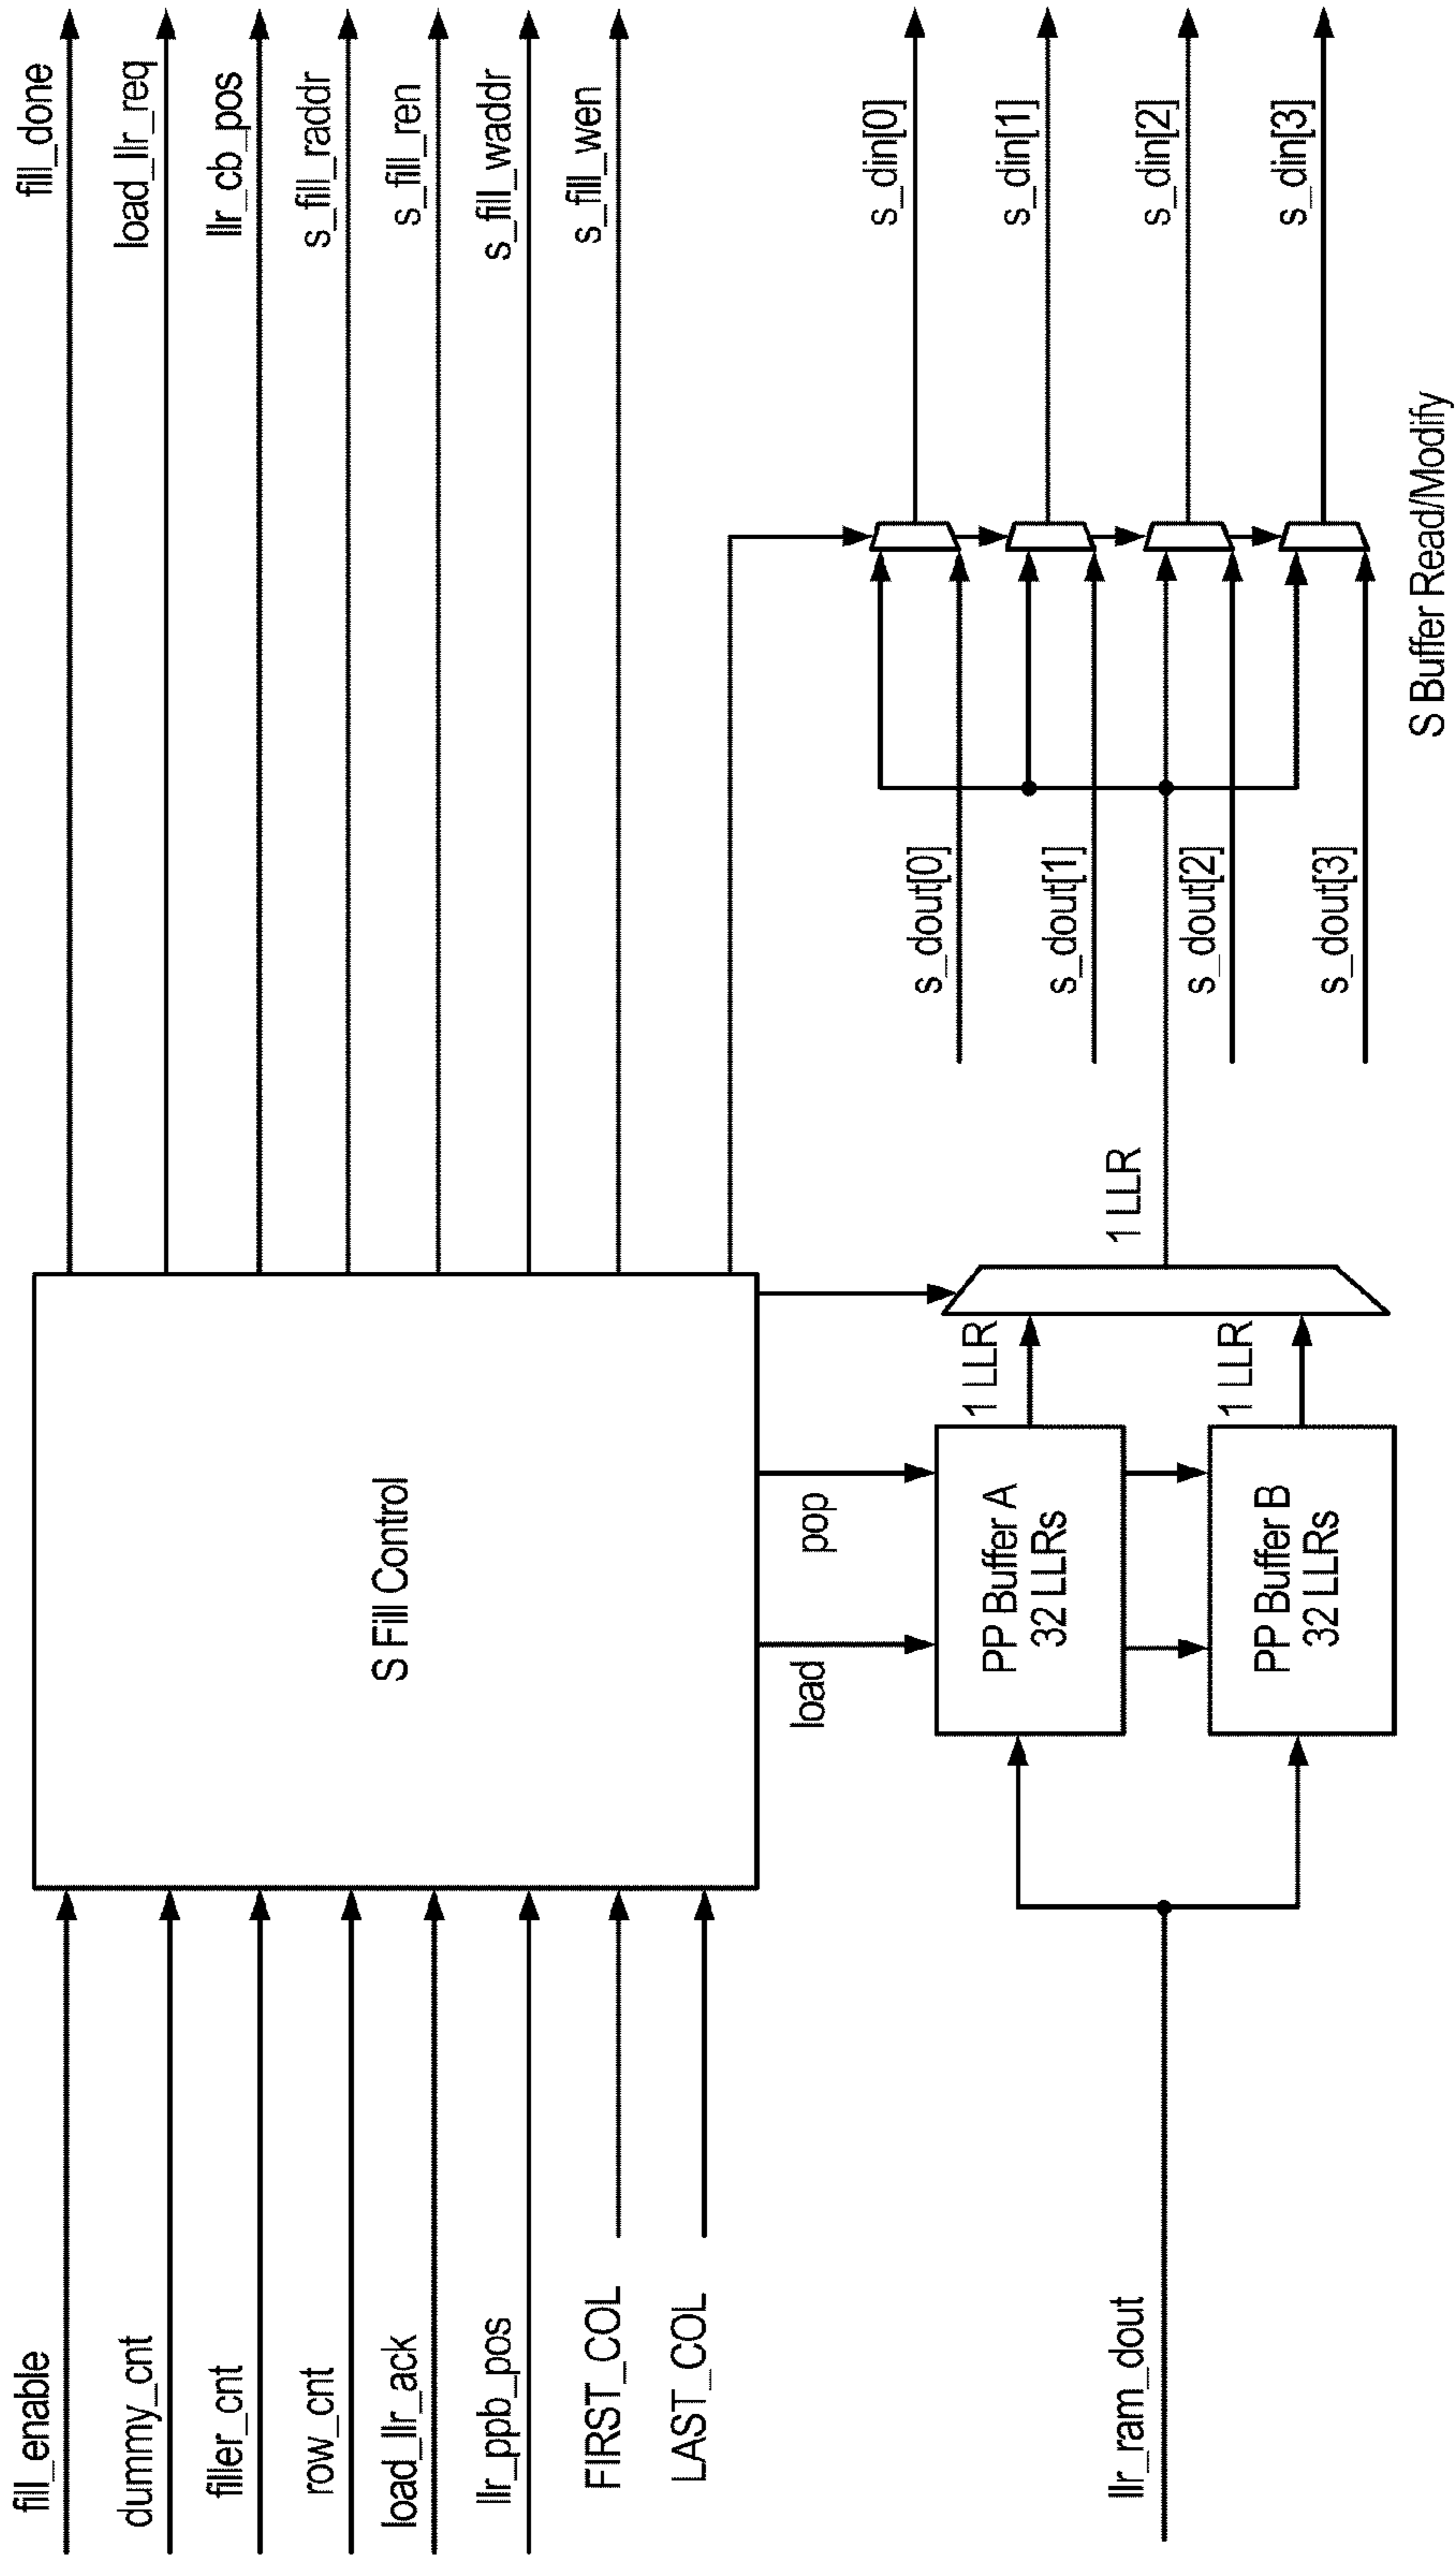 fill_enable
dummy_cnt
filler_cnt
row_cnt
load_llr_ack
llr_ppb_pos
FIRST_COL
LAST_COL
S Fill Control
fill_done
load_llr_req
llr_cb_pos
s_fill_raddr
s_fill_ren
s_fill_waddr
s_fill_wen
load
pop
llr_ram_dout
PP Buffer A
32 LLRs
PP Buffer B
32 LLRs
1 LLR
1 LLR
1 LLR
s_dout[0]
s_dout[1]
s_dout[2]
s_dout[3]
s_din[0]
s_din[1]
s_din[2]
s_din[3]
S Buffer Read/Modify